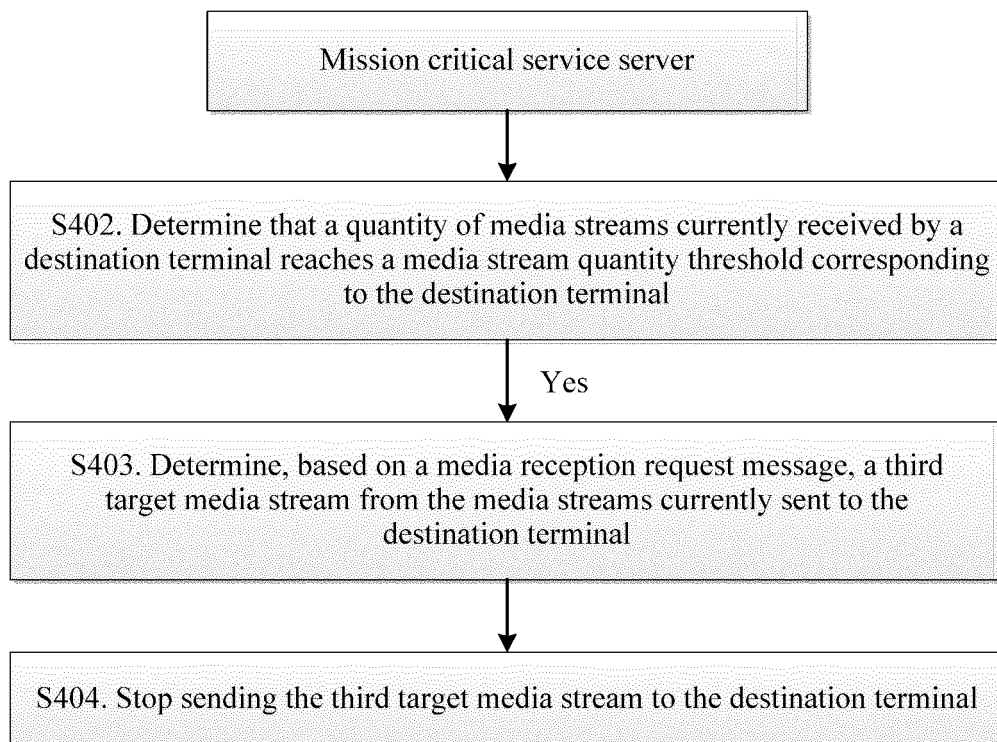 Mission critical service server
S402. Determine that a quantity of media streams currently received by a
destination terminal reaches a media stream quantity threshold corresponding
to the destination terminal
Yes
S403. Determine, based on a media reception request message, a third
target media stream from the media streams currently sent to the
destination terminal
S404. Stop sending the third target media stream to the destination terminal